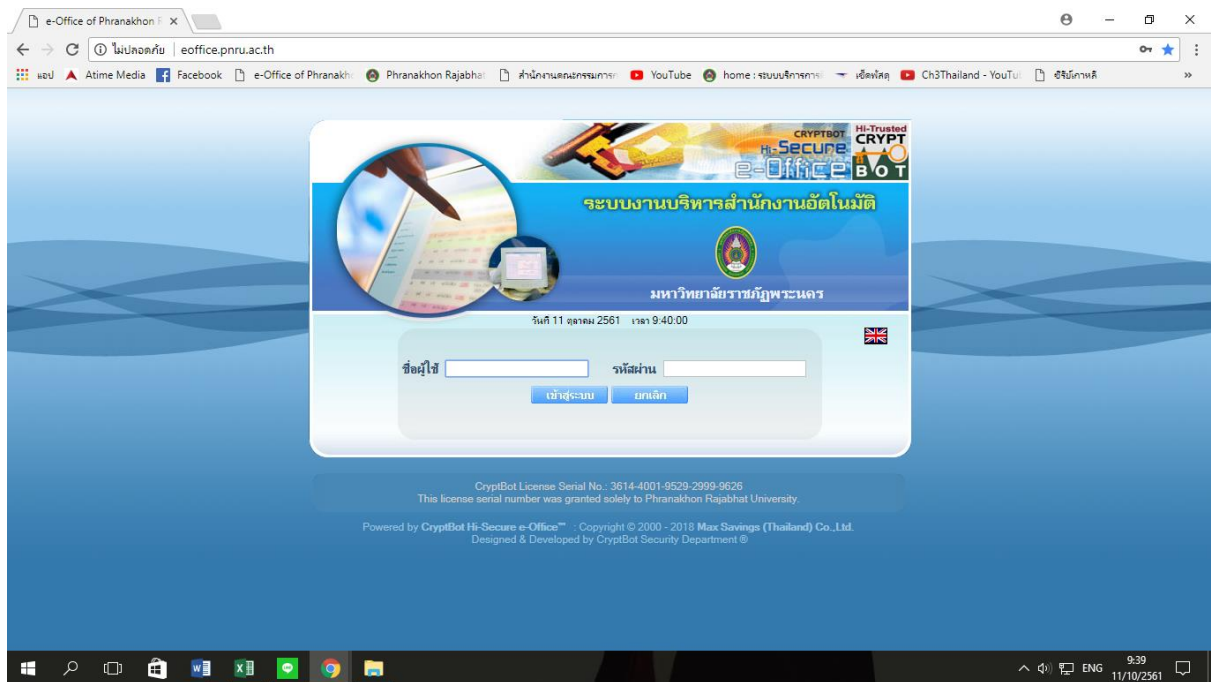 e-Office of Phranakhon
ไม่ปลอดภัย eoffice.pnru.ac.th
แอป Atime Media Facebook e-Office of Phranakh Phranakhon Rajabha สำนักงานคณะกรรมการ YouTube home : ระบบบริการ เช็คพัสดุ Ch3Thailand - YouTu ซีรี่ย์เกาหลี »
CRYPTBOT
Hi-Secure
e-Office
Hi-Trusted
CRYPT
BOT
ระบบงานบริหารสำนักงานอัตโนมัติ
มหาวิทยาลัยราชภัฏพระนคร
วันที่ 11 ตุลาคม 2561 เวลา 9:40:00
ชื่อผู้ใช้ รหัสผ่าน
เข้าสู่ระบบ ยกเลิก
CryptBot License Serial No.: 3614-4001-9529-2999-9626
This license serial number was granted solely to Phranakhon Rajabhat University.
Powered by CryptBot Hi-Secure e-Office™ : Copyright © 2000 - 2018 Max Savings (Thailand) Co.,Ltd.
Designed & Developed by CryptBot Security Department ®
ENG 9:39
11/10/2561